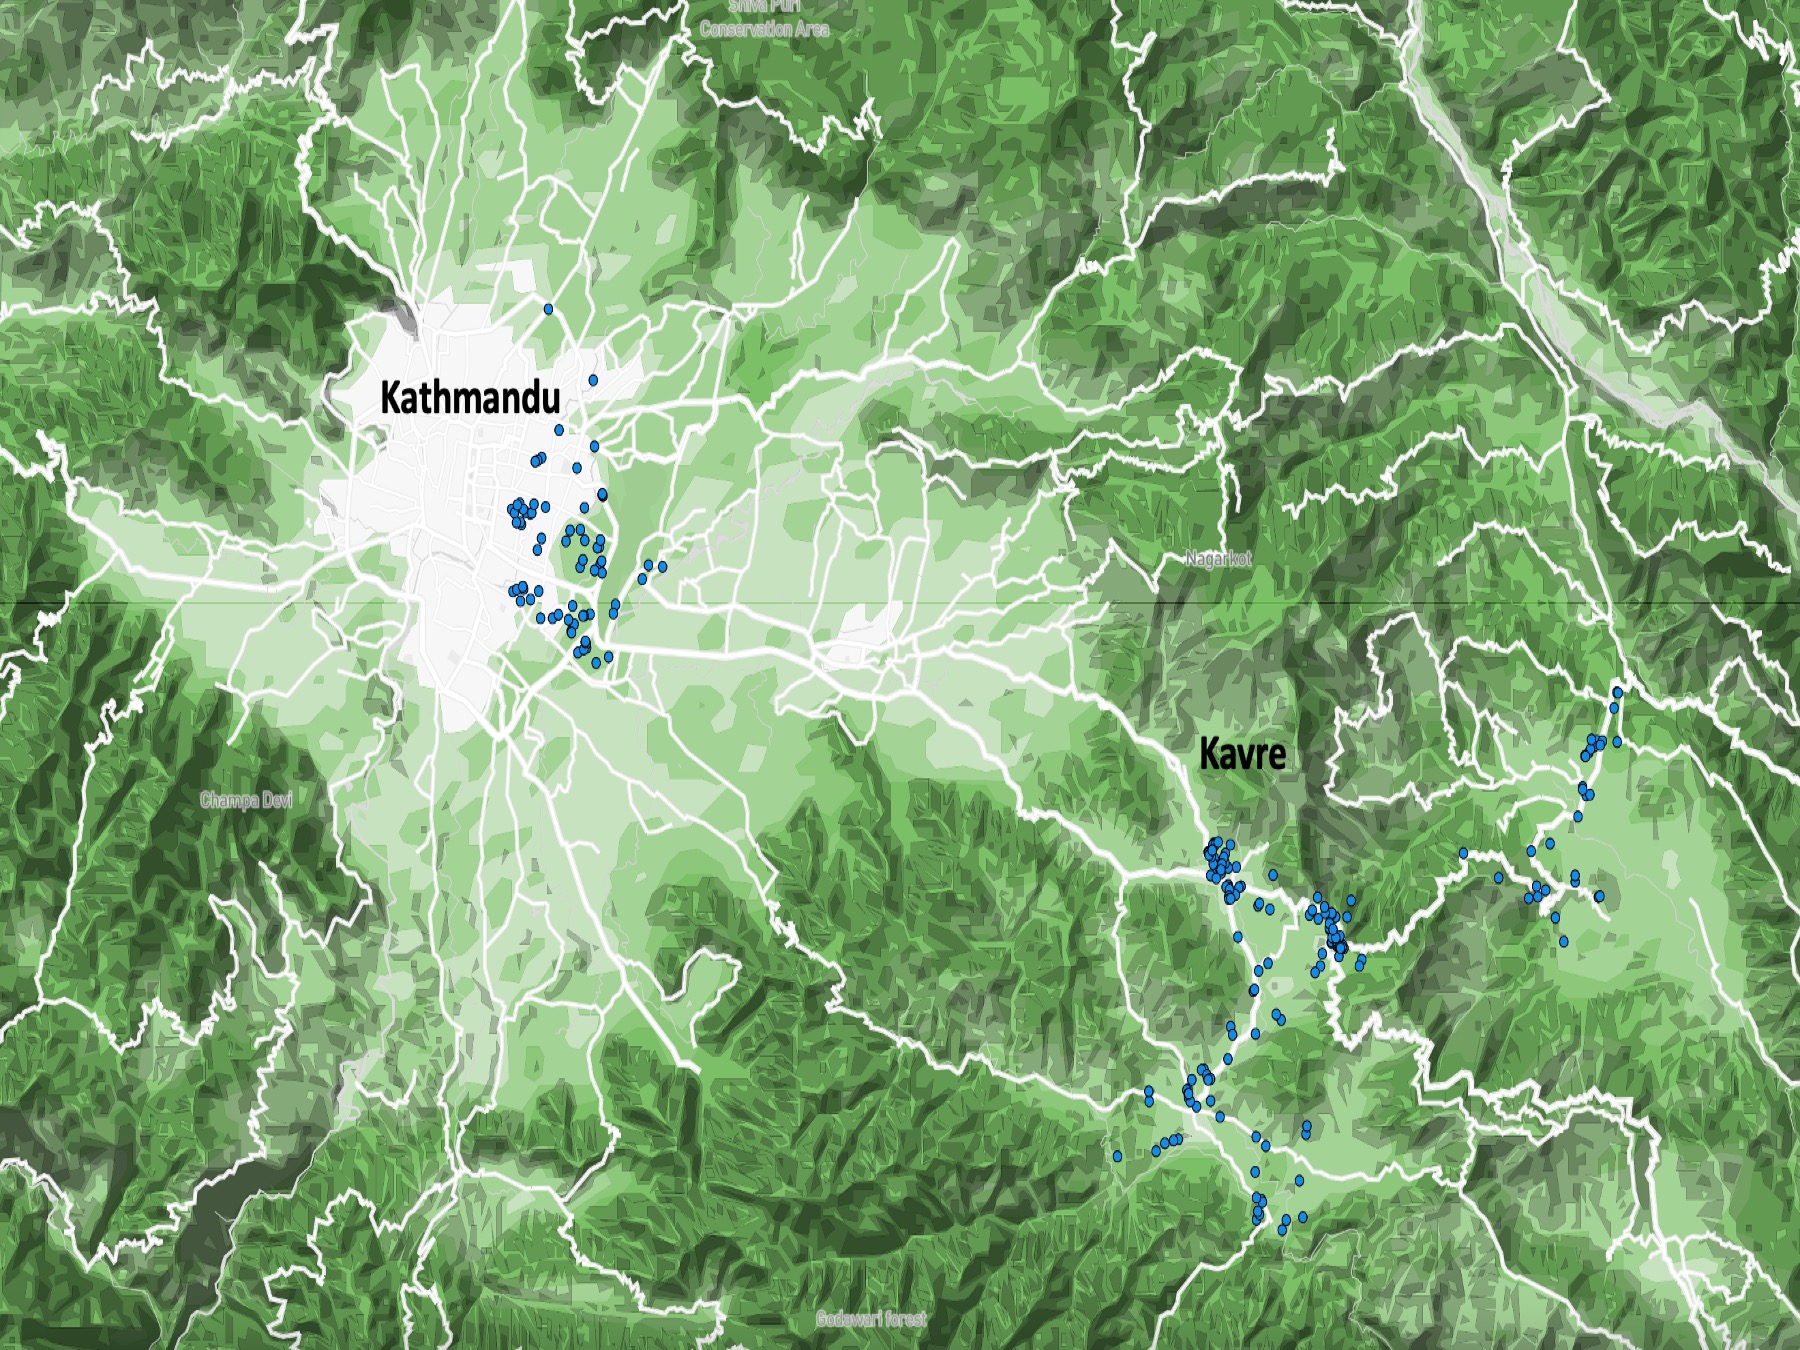 Shiva Puri
Conservation Area
Kathmandu
Nagarkot
Kavre
Champa Devi
Godawari forest